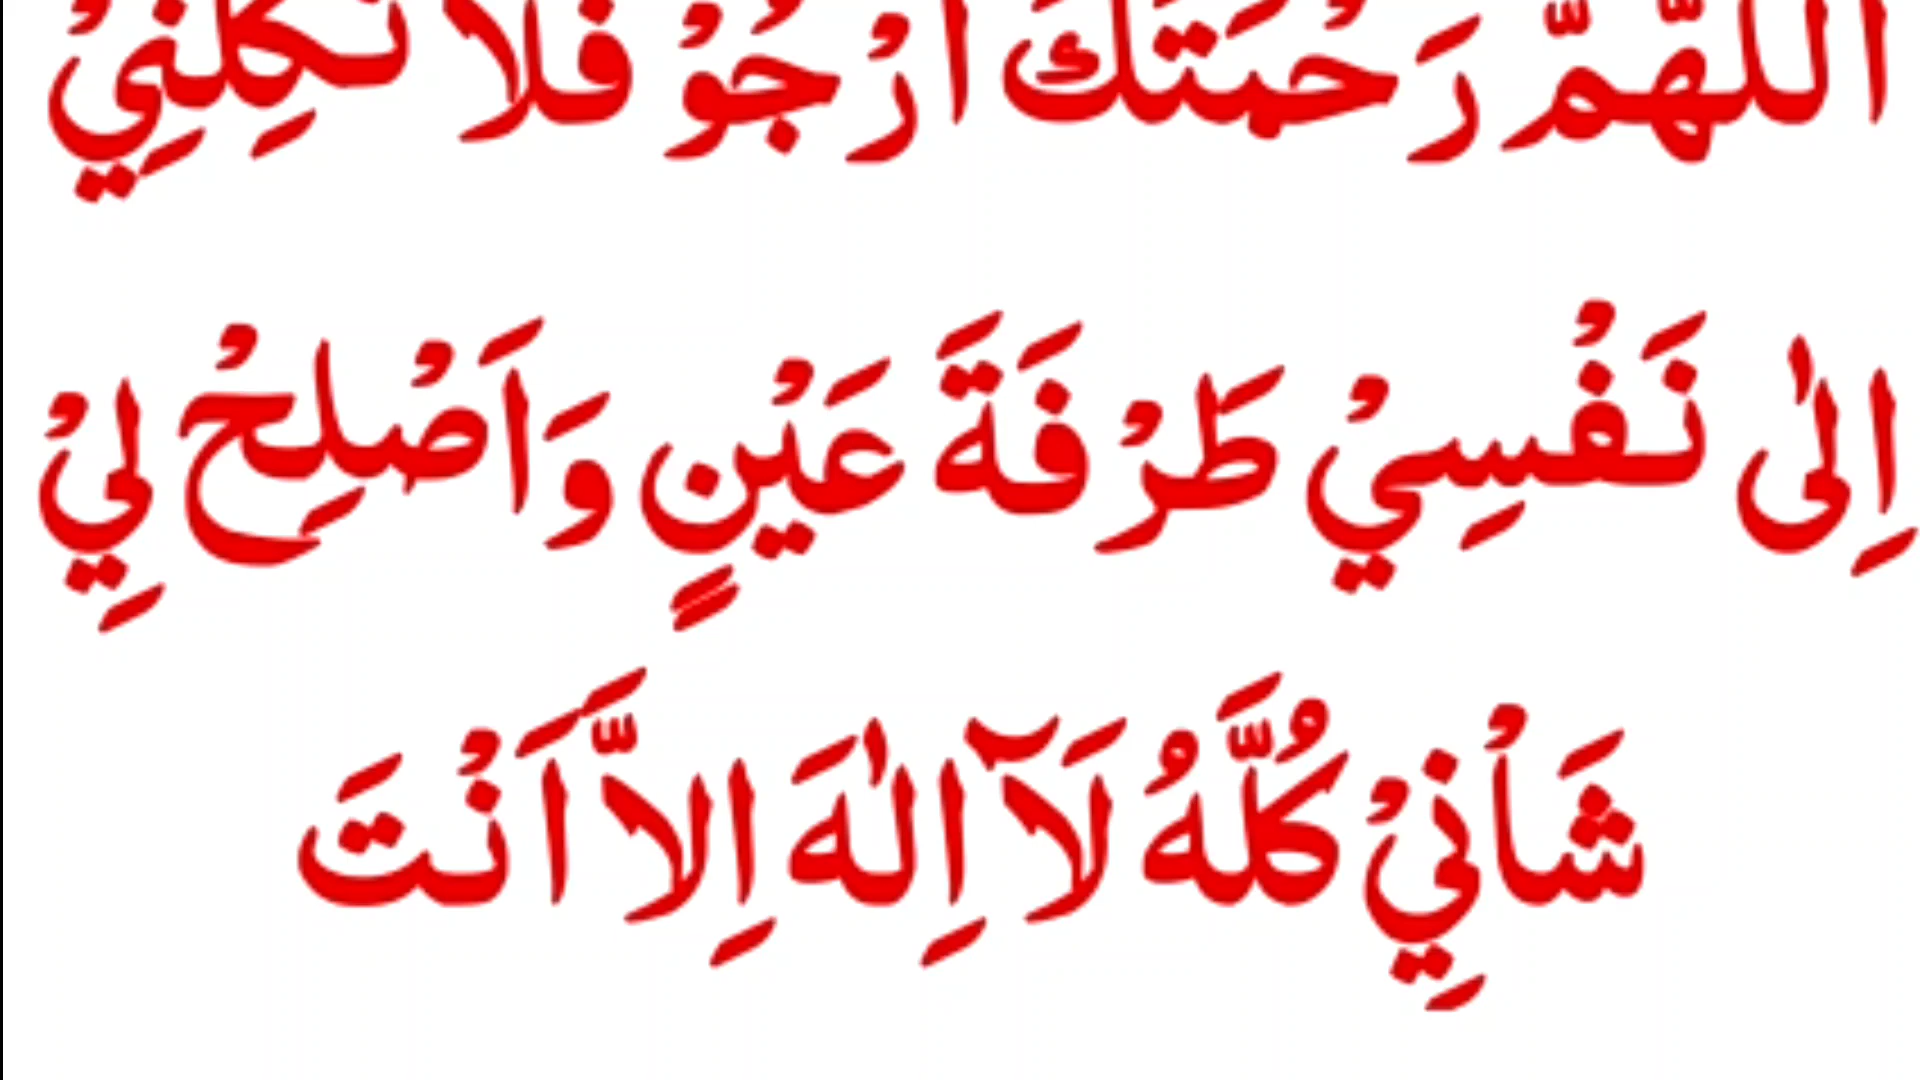 اَللّٰهُمَّ رَحْمَتَكَ اَرْجُوْ فَلَا تَكِلْنِيْ
اِلٰى نَفْسِيْ طَرْفَةَ عَيْنٍ وَاَصْلِحْ لِيْ
شَاْنِيْ كُلَّهُ لَآ اِلٰهَ اِلَّا اَنْتَ